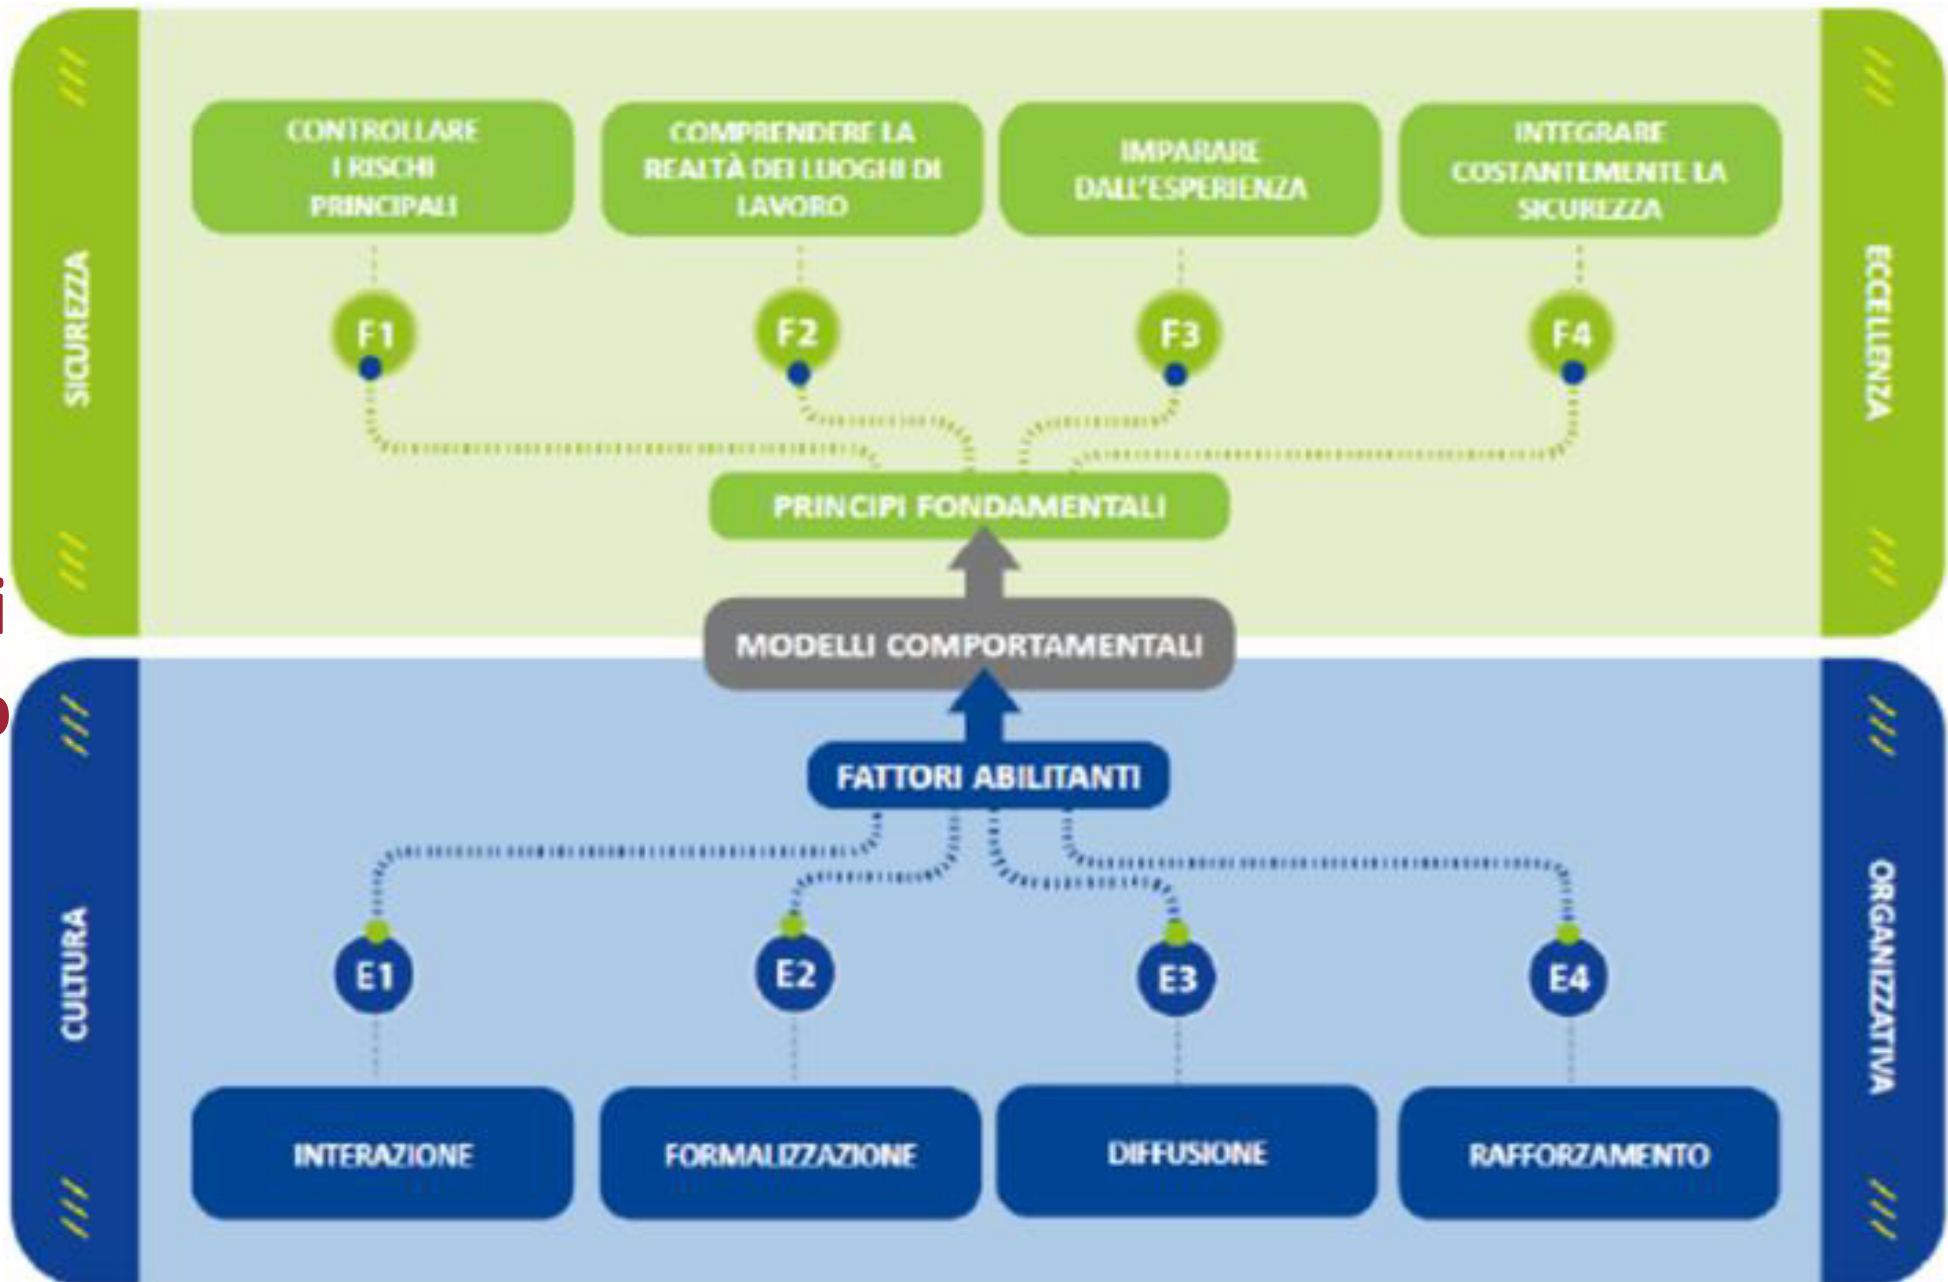 CONTROLLARE
I RISCHI
PRINCIPALI
COMPRENDERE LA
REALTÀ DEI LUOGHI DI
LAVORO
IMPARARE
DALL'ESPERIENZA
INTEGRARE
COSTANTEMENTE LA
SICUREZZA
SICUREZZA
ECCELLENZA
F1
F2
F3
F4
PRINCIPI FONDAMENTALI
MODELLI COMPORTAMENTALI
FATTORI ABILITANTI
CULTURA
ORGANIZZATIVA
E1
E2
E3
E4
INTERAZIONE
FORMALIZZAZIONE
DIFFUSIONE
RAFFORZAMENTO